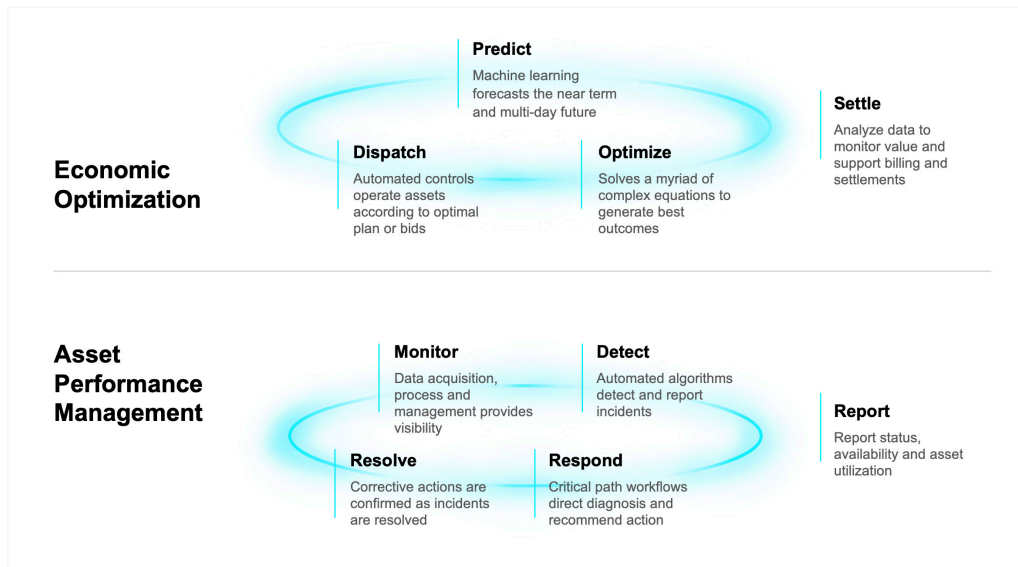 Economic
Optimization
Predict
Machine learning
forecasts the near term
and multi-day future
Dispatch
Automated controls
operate assets
according to optimal
plan or bids
Optimize
Solves a myriad of
complex equations to
generate best
outcomes
Settle
Analyze data to
monitor value and
support billing and
settlements
Asset
Performance
Management
Monitor
Data acquisition,
process and
management provides
visibility
Detect
Automated algorithms
detect and report
incidents
Resolve
Corrective actions are
confirmed as incidents
are resolved
Respond
Critical path workflows
direct diagnosis and
recommend action
Report
Report status,
availability and asset
utilization